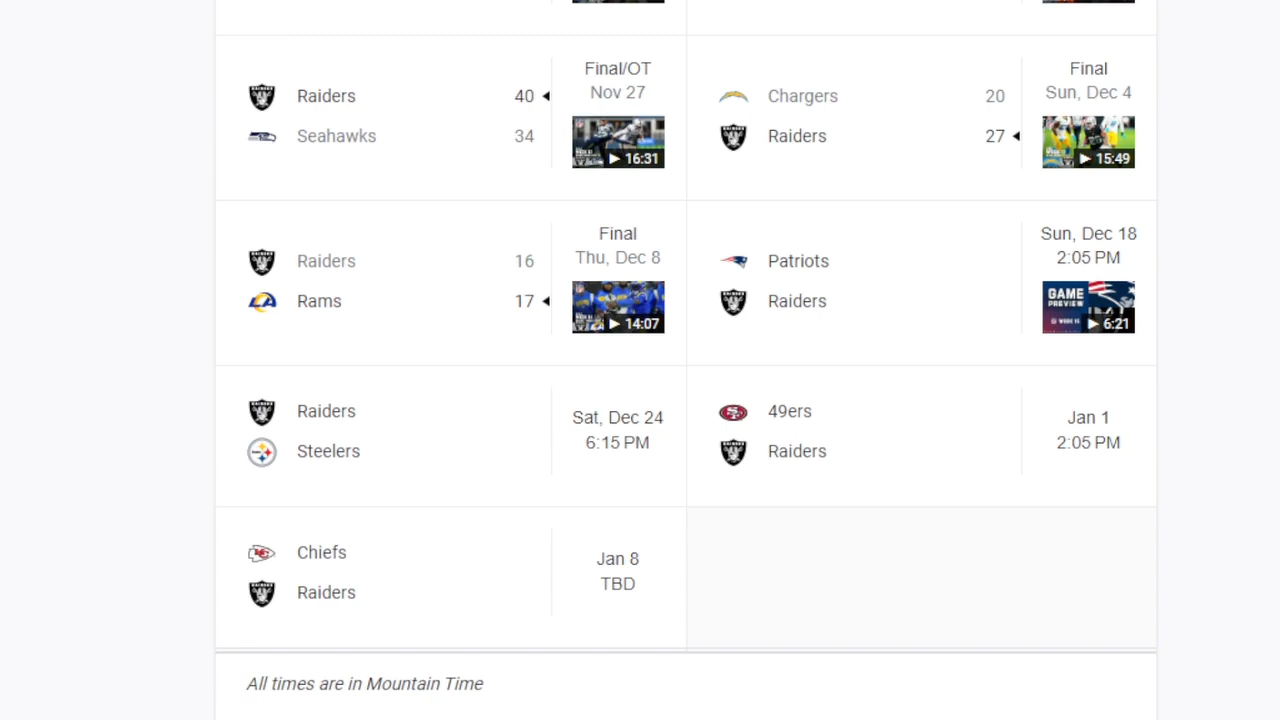 Final/OT
Raiders 40
Nov 27
Seahawks 34
16:31
Final
Chargers 20
Sun, Dec 4
Raiders 27
15:49
Final
Raiders 16
Thu, Dec 8
Rams 17
14:07
Sun, Dec 18
Patriots
2:05 PM
Raiders
GAME
PREVIEW
6:21
Raiders
Sat, Dec 24
Steelers
6:15 PM
49ers
Jan 1
Raiders
2:05 PM
Chiefs
Jan 8
Raiders
TBD
All times are in Mountain Time